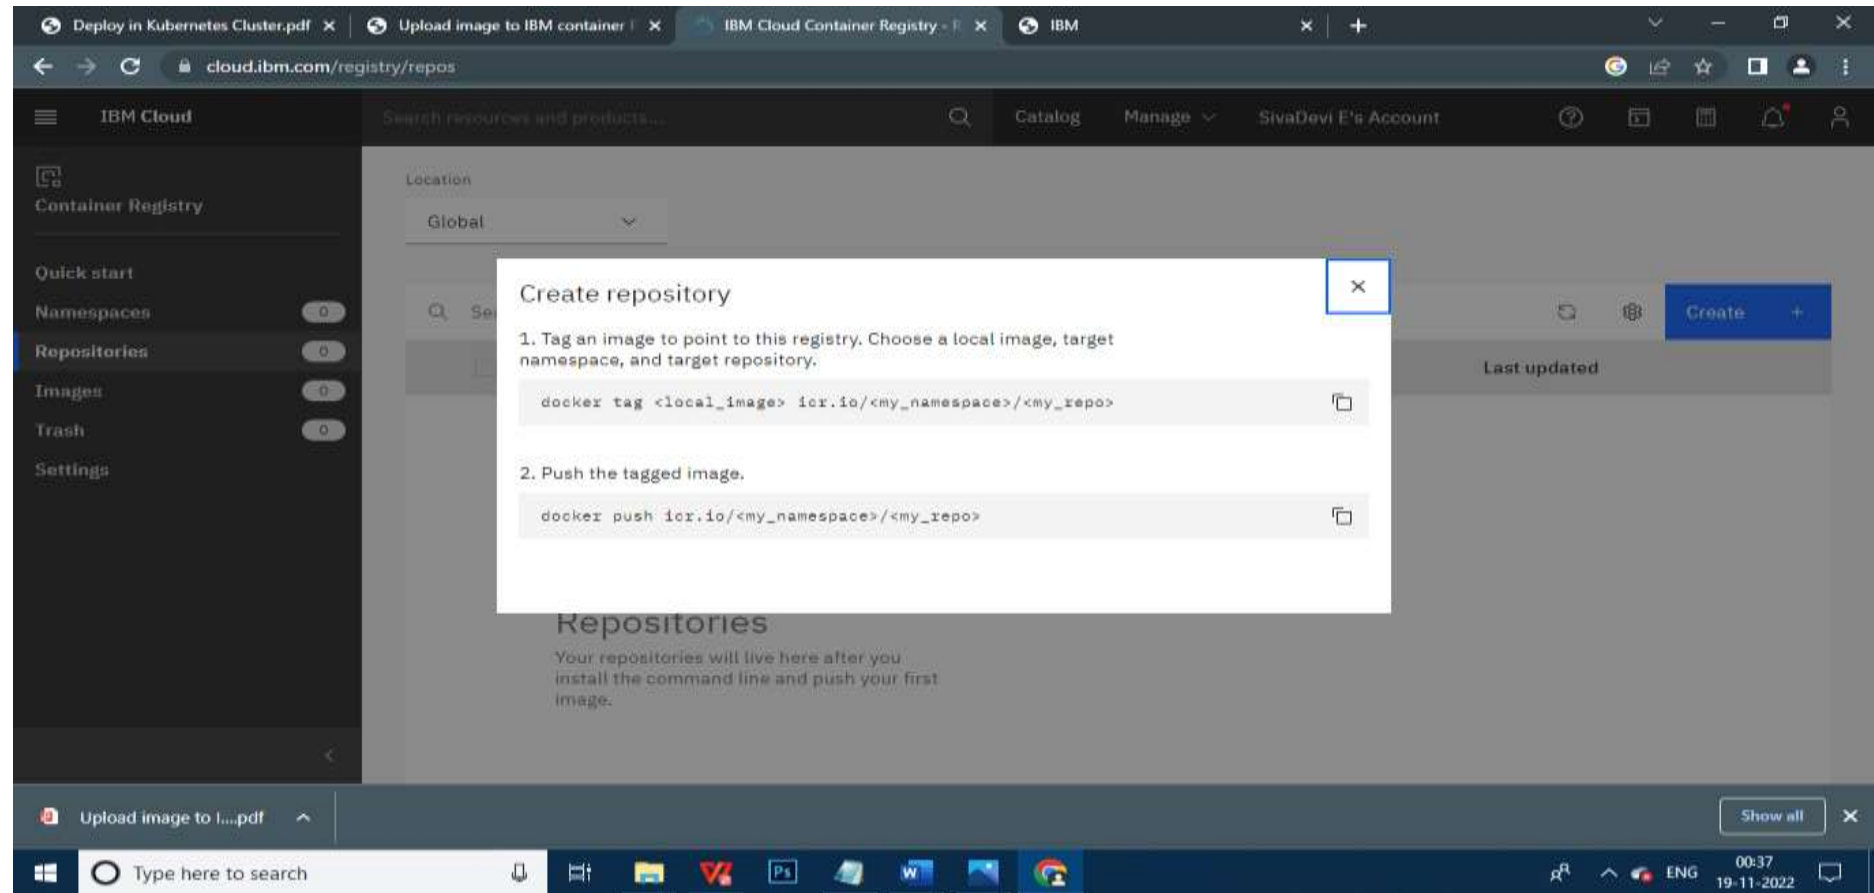 Deploy in Kubernetes Cluster.pdf
Upload image to IBM container
IBM Cloud Container Registry -
IBM
cloud.ibm.com/registry/repos
IBM Cloud
Search resources and products...
Catalog
Manage
SivaDevi E's Account
Container Registry
Location
Global
Quick start
Namespaces 0
Repositories 0
Images 0
Trash 0
Settings
Create +
Last updated
Create repository
1. Tag an image to point to this registry. Choose a local image, target
namespace, and target repository.
docker tag <local_image> icr.io/<my_namespace>/<my_repo>
2. Push the tagged image.
docker push icr.io/<my_namespace>/<my_repo>
Repositories
Your repositories will live here after you
install the command line and push your first
image.
Upload image to I....pdf
Show all
Type here to search
Ps
W
ENG
00:37
19-11-2022